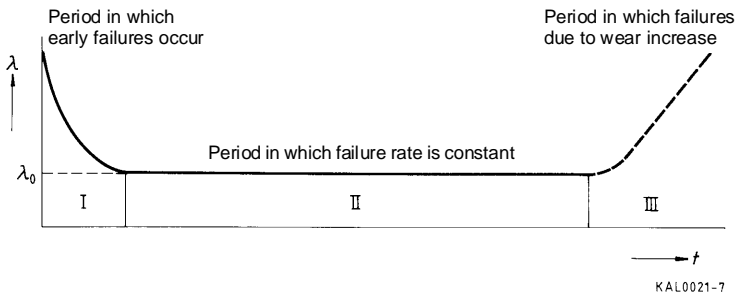 Period in which
early failures occur
Period in which failures
due to wear increase
λ
Period in which failure rate is constant
λ0
I
II
III
t
KAL0021-7